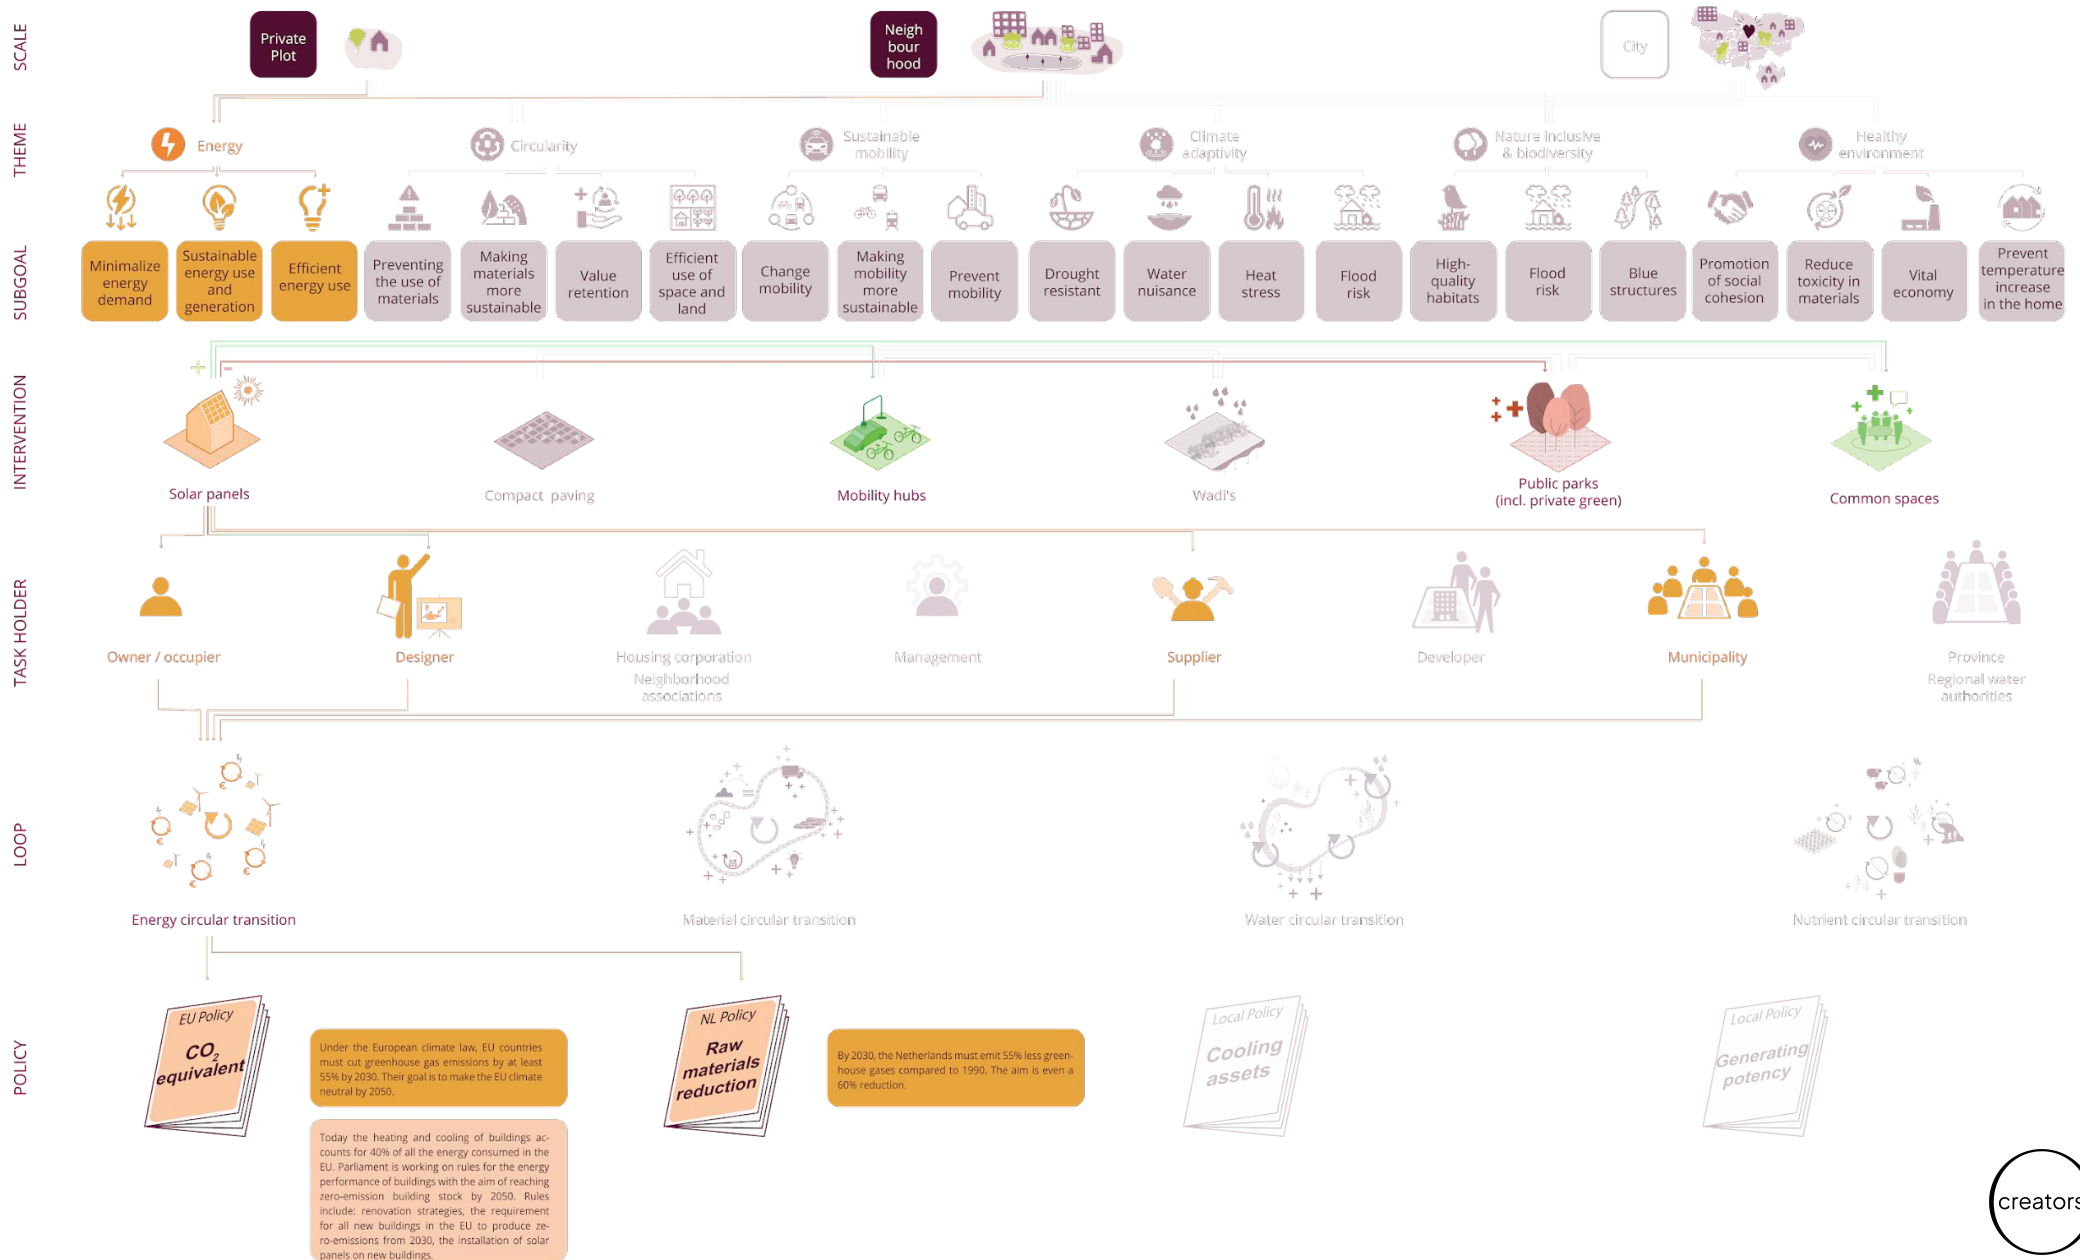 SCALE
Private
Plot
Neigh
bour
hood
City
THEME
Energy
Circularity
Sustainable
mobility
Climate
adaptivity
Nature inclusive
& biodiversity
Healthy
environment
SUBGOAL
Minimalize
energy
demand
Sustainable
energy use
and
generation
Efficient
energy use
Preventing
the use of
materials
Making
materials
more
sustainable
Value
retention
Efficient
use of
space and
land
Change
mobility
Making
mobility
more
sustainable
Prevent
mobility
Drought
resistant
Water
nuisance
Heat
stress
Flood
risk
High-
quality
habitats
Flood
risk
Blue
structures
Promotion
of social
cohesion
Reduce
toxicity in
materials
Vital
economy
Prevent
temperature
increase
in the home
INTERVENTION
Solar panels
Compact paving
Mobility hubs
Wadi's
Public parks
(incl. private green)
Common spaces
TASK HOLDER
Owner / occupier
Designer
Housing corporation
Neighborhood
associations
Management
Supplier
Developer
Municipality
Province
Regional water
authorities
LOOP
Energy circular transition
Material circular transition
Water circular transition
Nutrient circular transition
POLICY
EU Policy
CO2
equivalent
Under the European climate law, EU countries
must cut greenhouse gas emissions by at least
55% by 2030. Their goal is to make the EU climate
neutral by 2050.
Today the heating and cooling of buildings ac-
counts for 40% of all the energy consumed in the
EU. Parliament is working on rules for the energy
performance of buildings with the aim of reaching
zero-emission building stock by 2050. Rules
include: renovation strategies, the requirement
for all new buildings in the EU to produce ze-
ro-emissions from 2030, the installation of solar
panels on new buildings.
NL Policy
Raw
materials
reduction
By 2030, the Netherlands must emit 55% less green-
house gases compared to 1990. The aim is even a
60% reduction.
Local Policy
Cooling
assets
Local Policy
Generating
potency
creators